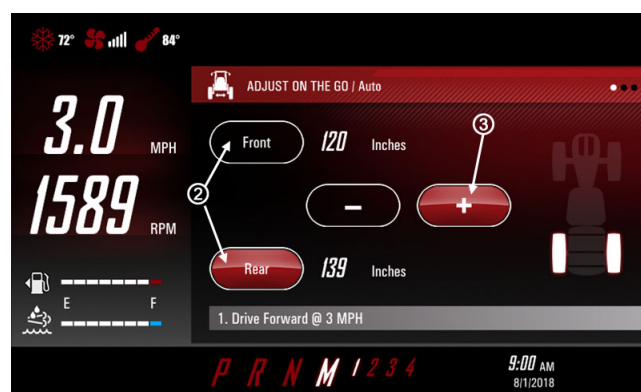 72° 84°
ADJUST ON THE GO / Auto
3.0 MPH
Front 120 Inches
3
2
1589 RPM
- +
Rear 139 Inches
E F
1. Drive Forward @ 3 MPH
P R N M 1 2 3 4
9:00 AM
8/1/2018